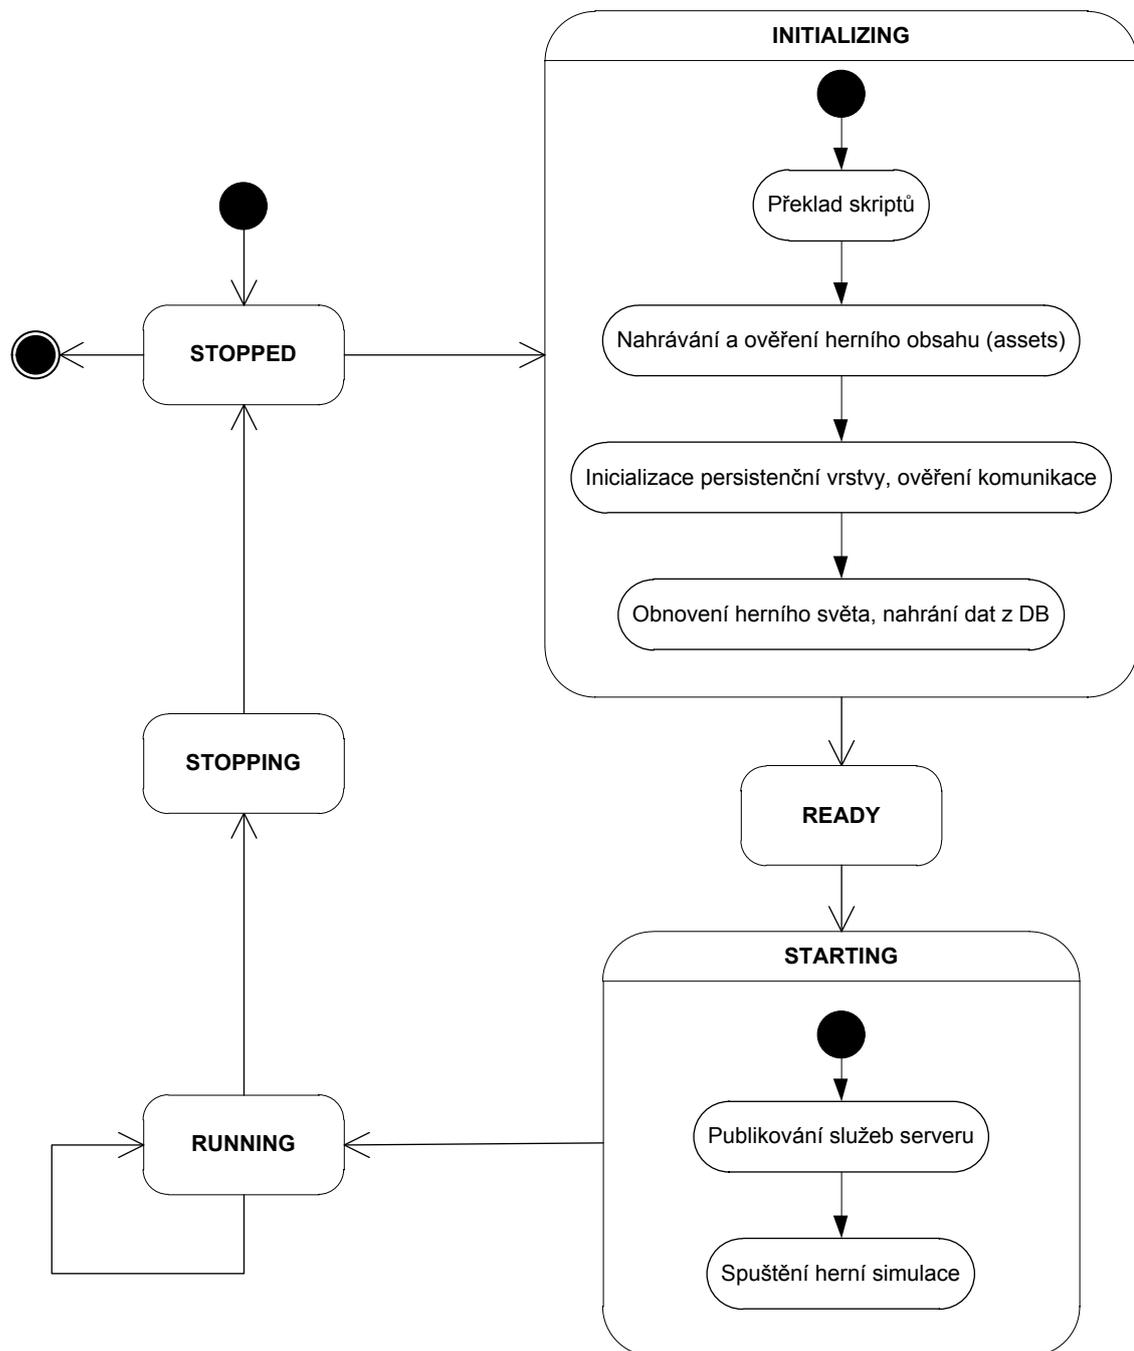 INITIALIZING
Překlad skriptů
Nahrávání a ověření herního obsahu (assets)
STOPPED
Inicializace persistenční vrstvy, ověření komunikace
Obnovení herního světa, nahrání dat z DB
STOPPING
READY
STARTING
RUNNING
Publikování služeb serveru
Spuštění herní simulace